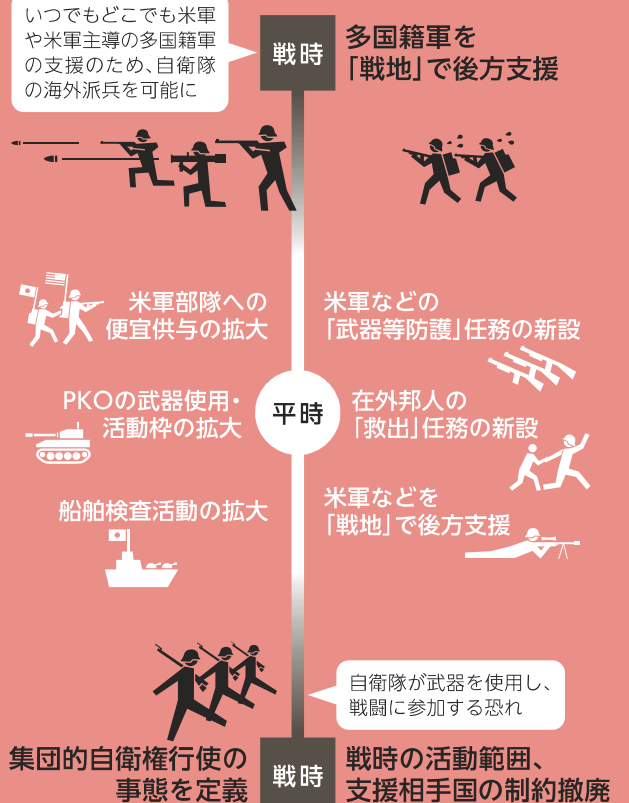 いつでもどこでも米軍
や米軍主導の多国籍軍
の支援のため、自衛隊
の海外派兵を可能に
戦時
多国籍軍を
「戦地」で後方支援
米軍部隊への
便宜供与の拡大
米軍などの
「武器等防護」任務の新設
PKOの武器使用・
活動枠の拡大
平時
在外邦人の
「救出」任務の新設
船舶検査活動の拡大
米軍などを
「戦地」で後方支援
自衛隊が武器を使用し、
戦闘に参加する恐れ
集団的自衛権行使の
事態を定義
戦時
戦時の活動範囲、
支援相手国の制約撤廃